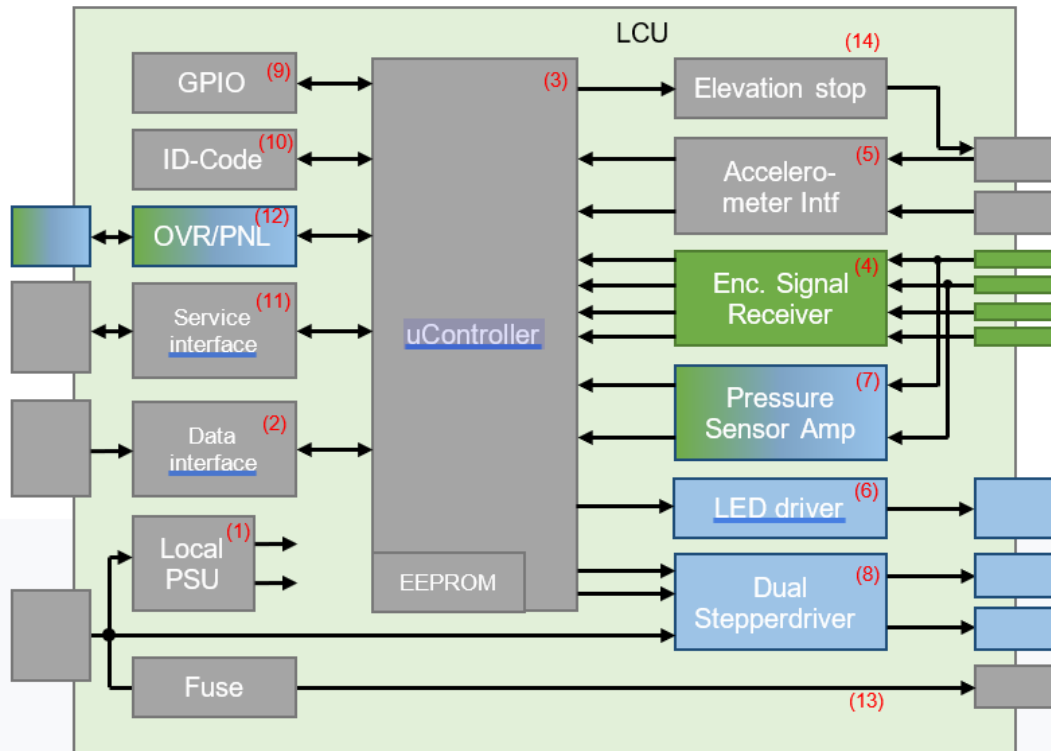 LCU
(14)
GPIO
(9)
(3)
Elevation stop
ID-Code
(10)
Accelero-
meter Intf
(5)
OVR/PNL
(12)
Enc. Signal
Receiver
(4)
Service
interface
(11)
uController
Pressure
Sensor Amp
(7)
Data
interface
(2)
LED driver
(6)
Local
PSU
(1)
EEPROM
Dual
Stepperdriver
(8)
Fuse
(13)